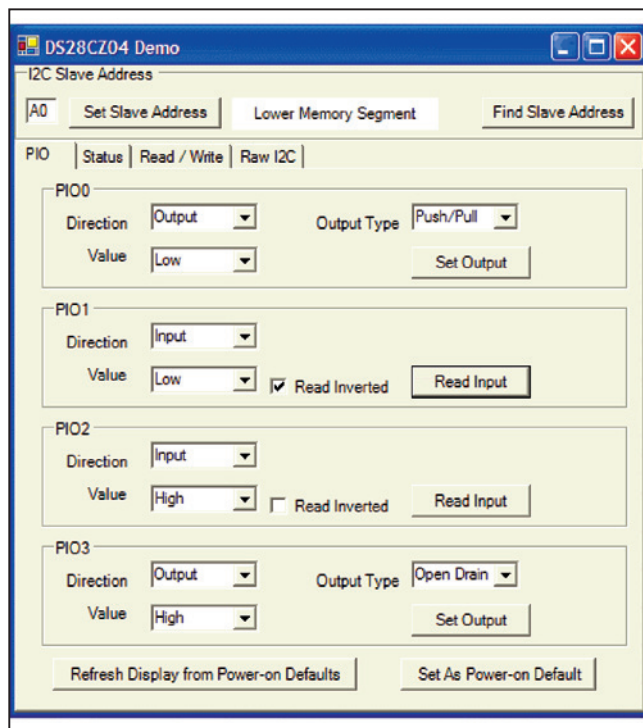 DS28CZ04 Demo
I2C Slave Address
A0 Set Slave Address Lower Memory Segment Find Slave Address
PIO Status Read / Write Raw I2C
PIO0
Direction Output Output Type Push/Pull
Value Low Set Output
PIO1
Direction Input
Value Low Read Inverted Read Input
PIO2
Direction Input
Value High Read Inverted Read Input
PIO3
Direction Output Output Type Open Drain
Value High Set Output
Refresh Display from Power-on Defaults Set As Power-on Default